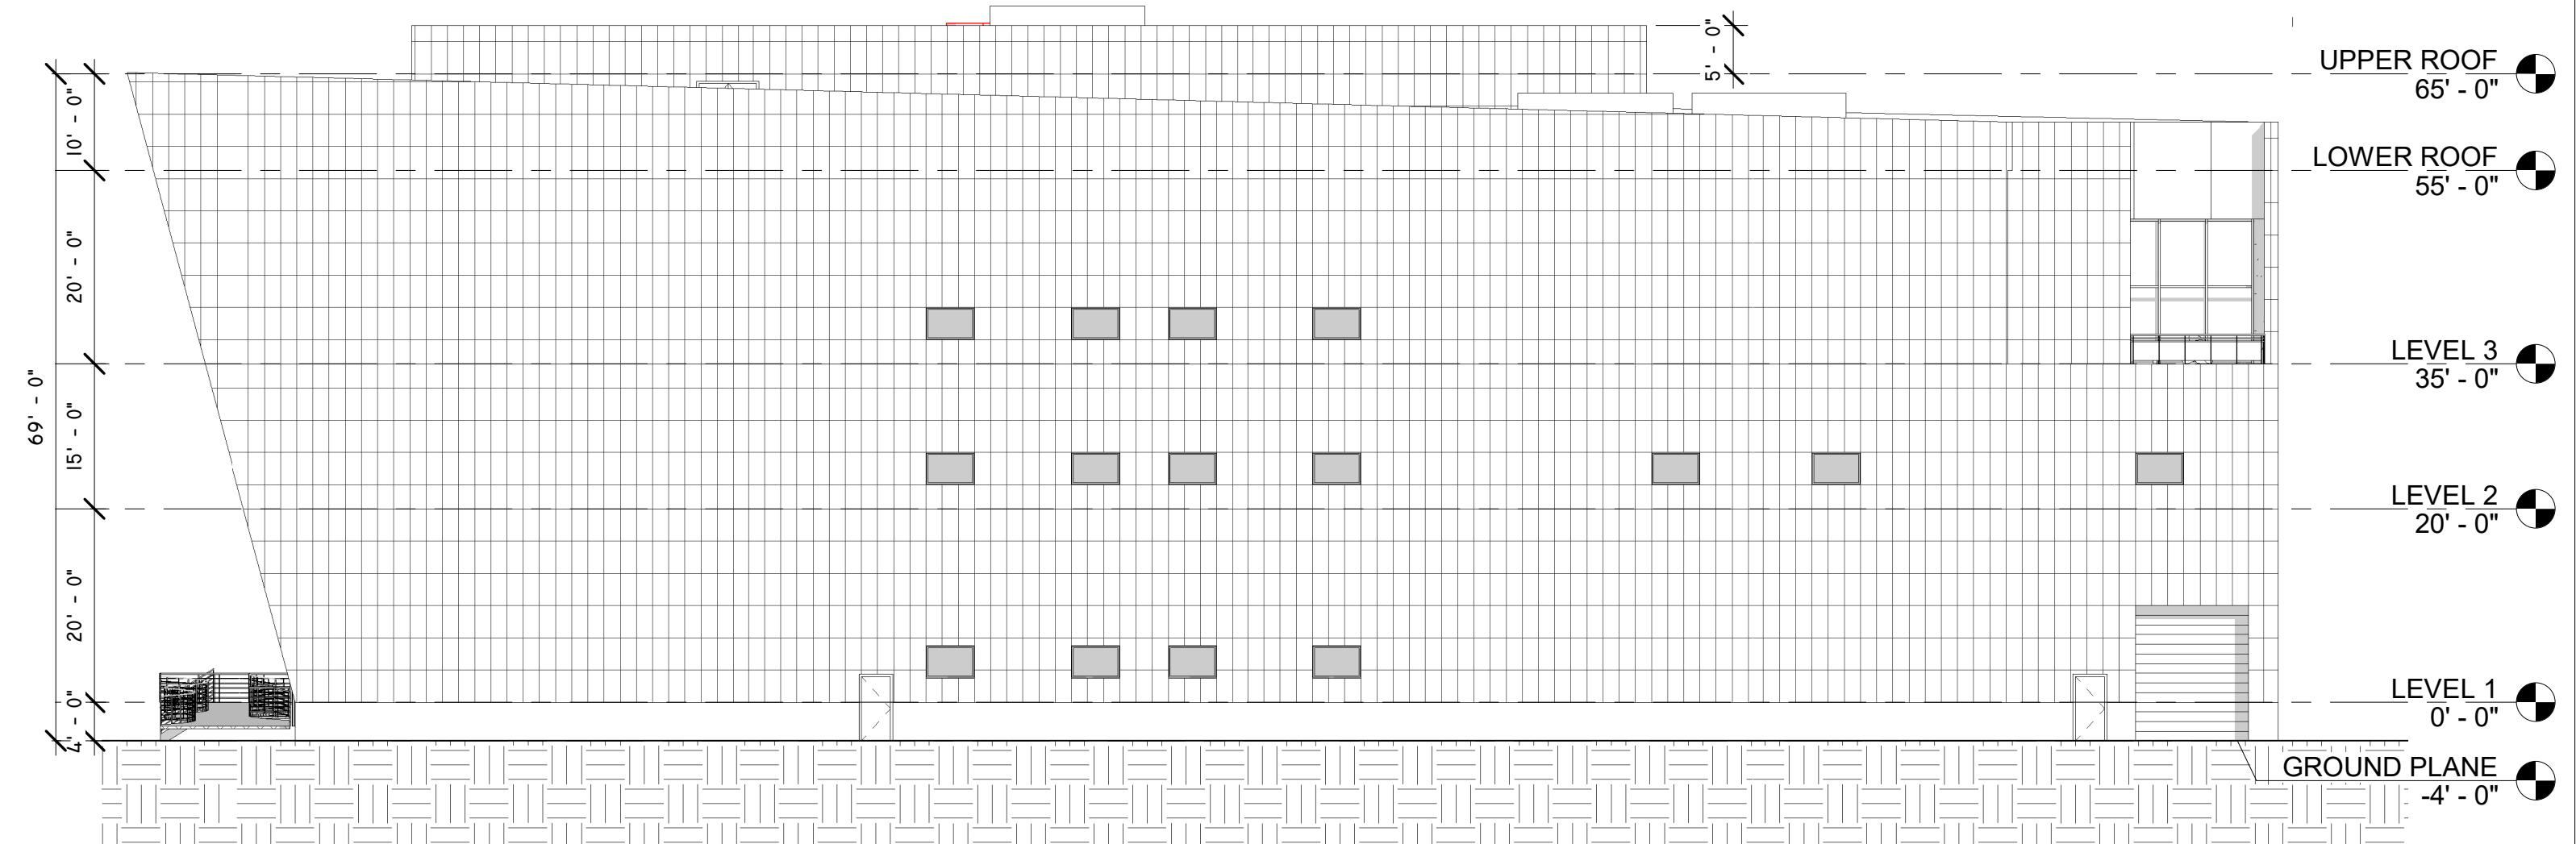 5' - 0"
UPPER ROOF
65' - 0"
10' - 0"
LOWER ROOF
55' - 0"
20' - 0"
LEVEL 3
35' - 0"
69' - 0"
15' - 0"
LEVEL 2
20' - 0"
20' - 0"
LEVEL 1
0' - 0"
4' - 0"
GROUND PLANE
-4' - 0"